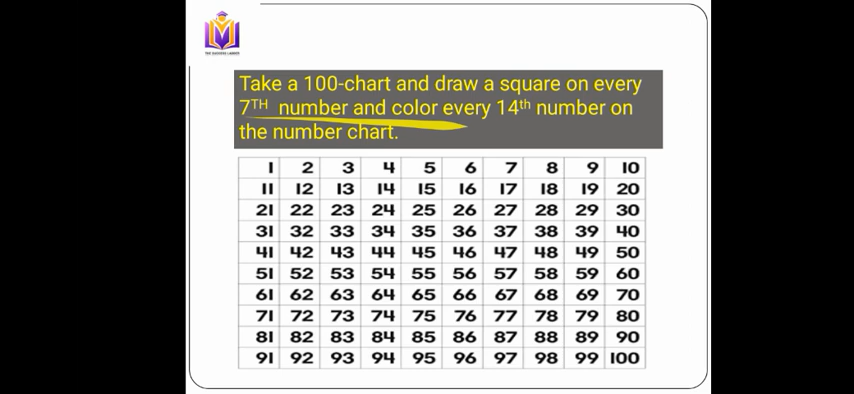 THE SUCCESS LADDER
Take a 100-chart and draw a square on every
7TH number and color every 14th number on
the number chart.
1 2 3 4 5 6 7 8 9 10
11 12 13 14 15 16 17 18 19 20
21 22 23 24 25 26 27 28 29 30
31 32 33 34 35 36 37 38 39 40
41 42 43 44 45 46 47 48 49 50
51 52 53 54 55 56 57 58 59 60
61 62 63 64 65 66 67 68 69 70
71 72 73 74 75 76 77 78 79 80
81 82 83 84 85 86 87 88 89 90
91 92 93 94 95 96 97 98 99 100